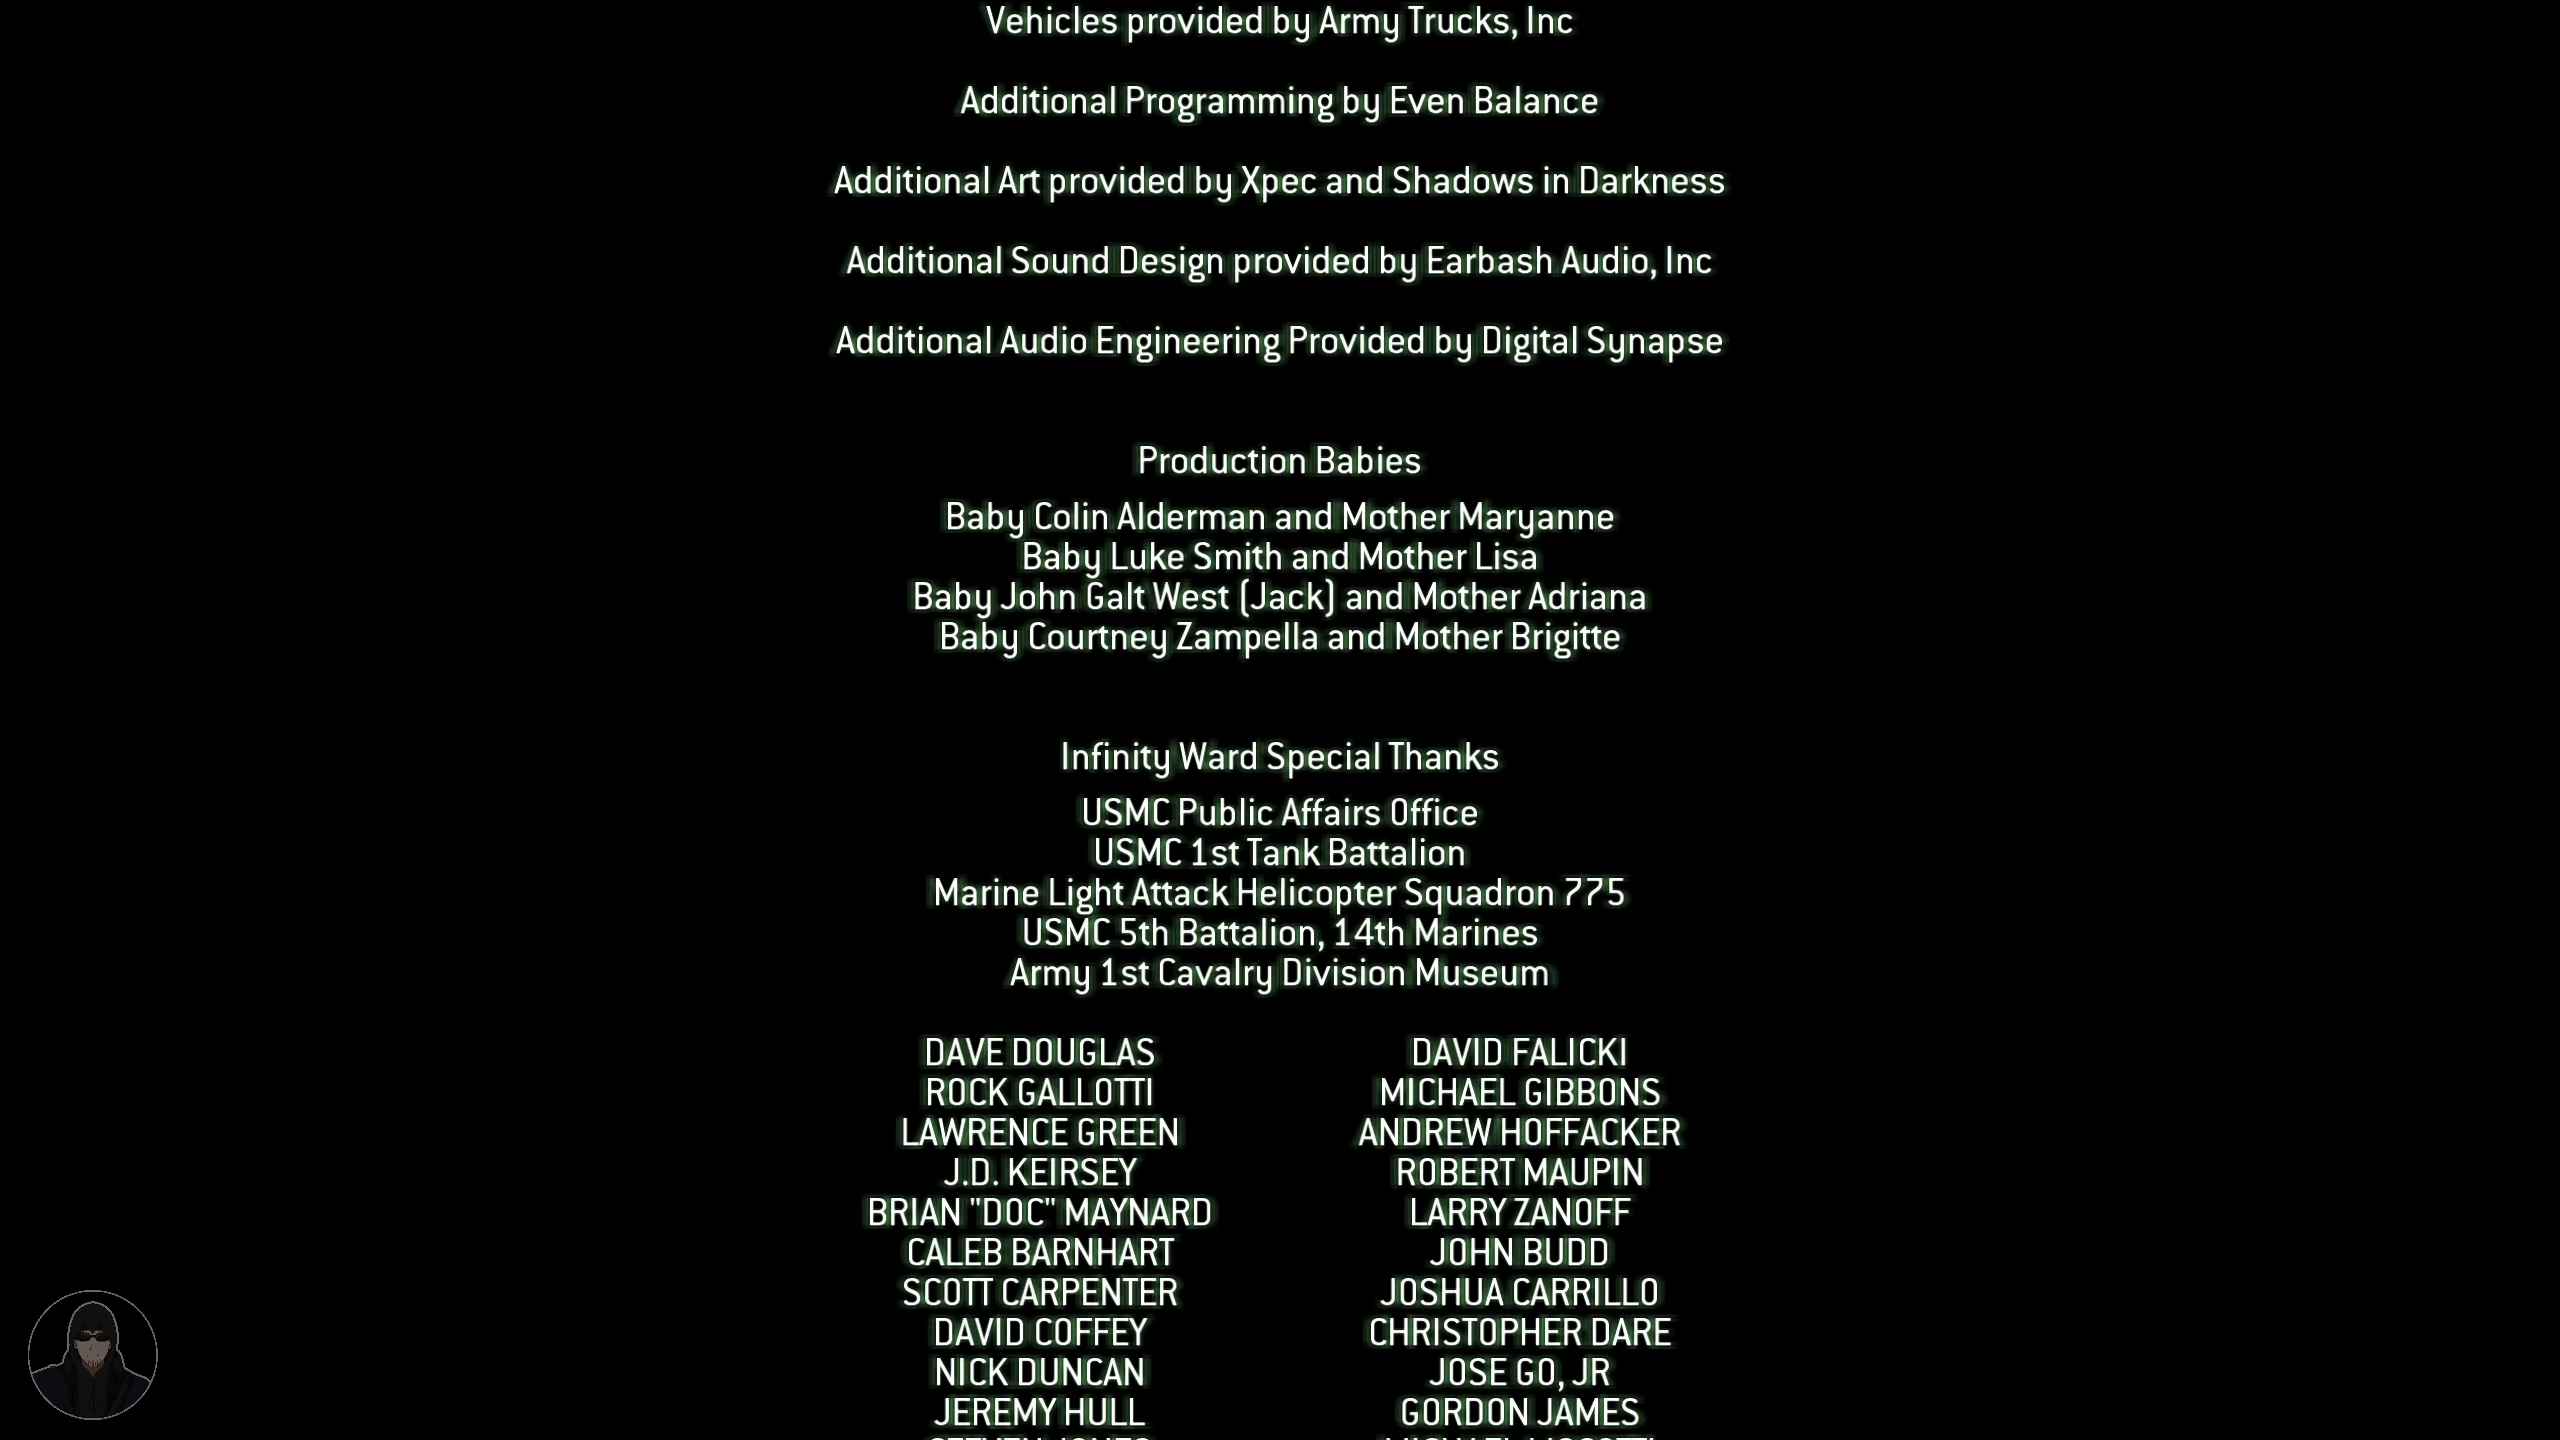 Vehicles provided by Army Trucks, Inc
Additional Programming by Even Balance
Additional Art provided by Xpec and Shadows in Darkness
Additional Sound Design provided by Earbash Audio, Inc
Additional Audio Engineering Provided by Digital Synapse
Production Babies
Baby Colin Alderman and Mother Maryanne
Baby Luke Smith and Mother Lisa
Baby John Galt West (Jack) and Mother Adriana
Baby Courtney Zampella and Mother Brigitte
Infinity Ward Special Thanks
USMC Public Affairs Office
USMC 1st Tank Battalion
Marine Light Attack Helicopter Squadron 775
USMC 5th Battalion, 14th Marines
Army 1st Cavalry Division Museum
DAVE DOUGLAS DAVID FALICKI
ROCK GALLOTTI MICHAEL GIBBONS
LAWRENCE GREEN ANDREW HOFFACKER
J.D. KEIRSEY ROBERT MAUPIN
BRIAN "DOC" MAYNARD LARRY ZANOFF
CALEB BARNHART JOHN BUDD
SCOTT CARPENTER JOSHUA CARRILLO
DAVID COFFEY CHRISTOPHER DARE
NICK DUNCAN JOSE GO, JR
JEREMY HULL GORDON JAMES